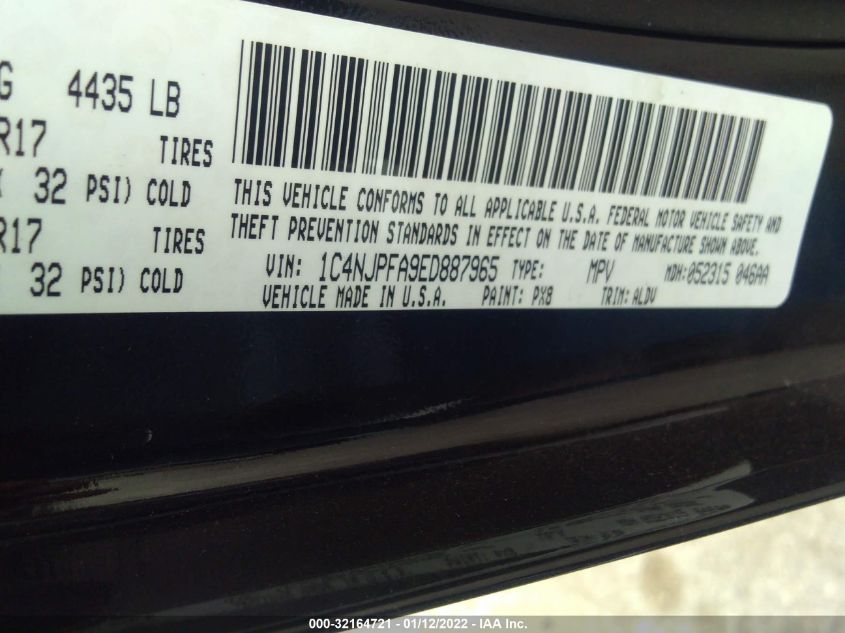 G 4435 LB
R17 TIRES
32 PSI) COLD
R17 TIRES
32 PSI) COLD
THIS VEHICLE CONFORMS TO ALL APPLICABLE U.S.A. FEDERAL MOTOR VEHICLE SAFETY AND
THEFT PREVENTION STANDARDS IN EFFECT ON THE DATE OF MANUFACTURE SHOWN ABOVE.
VIN: 1C4NJPFA9ED887965 TYPE: MPV MDH:052315 046AA
VEHICLE MADE IN U.S.A. PAINT: PX8 TRIM: ALDV
000-32164721 - 01/12/2022 - IAA Inc.